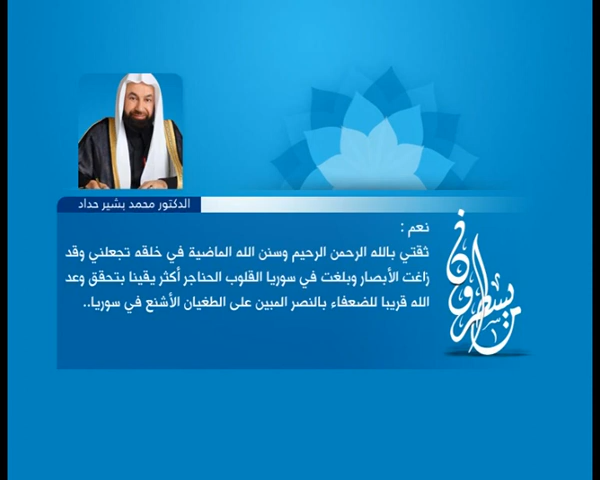 الدكتور محمد بشير حداد
نعم :
ثقتي بالله الرحمن الرحيم وسنن الله الماضية في خلقه تجعلني وقد
زاغت الأبصار وبلغت في سوريا القلوب الحناجر أكثر يقينا بتحقق وعد
الله قريبا للضعفاء بالنصر المبين على الطغيان الأشنع في سوريا..